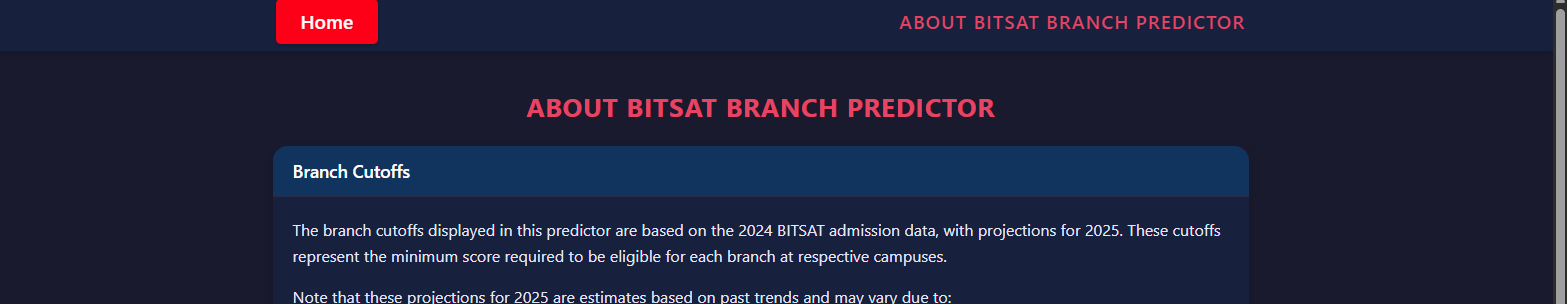 Home
ABOUT BITSAT BRANCH PREDICTOR
ABOUT BITSAT BRANCH PREDICTOR
Branch Cutoffs
The branch cutoffs displayed in this predictor are based on the 2024 BITSAT admission data, with projections for 2025. These cutoffs
represent the minimum score required to be eligible for each branch at respective campuses.
Note that these projections for 2025 are estimates based on past trends and may vary due to: